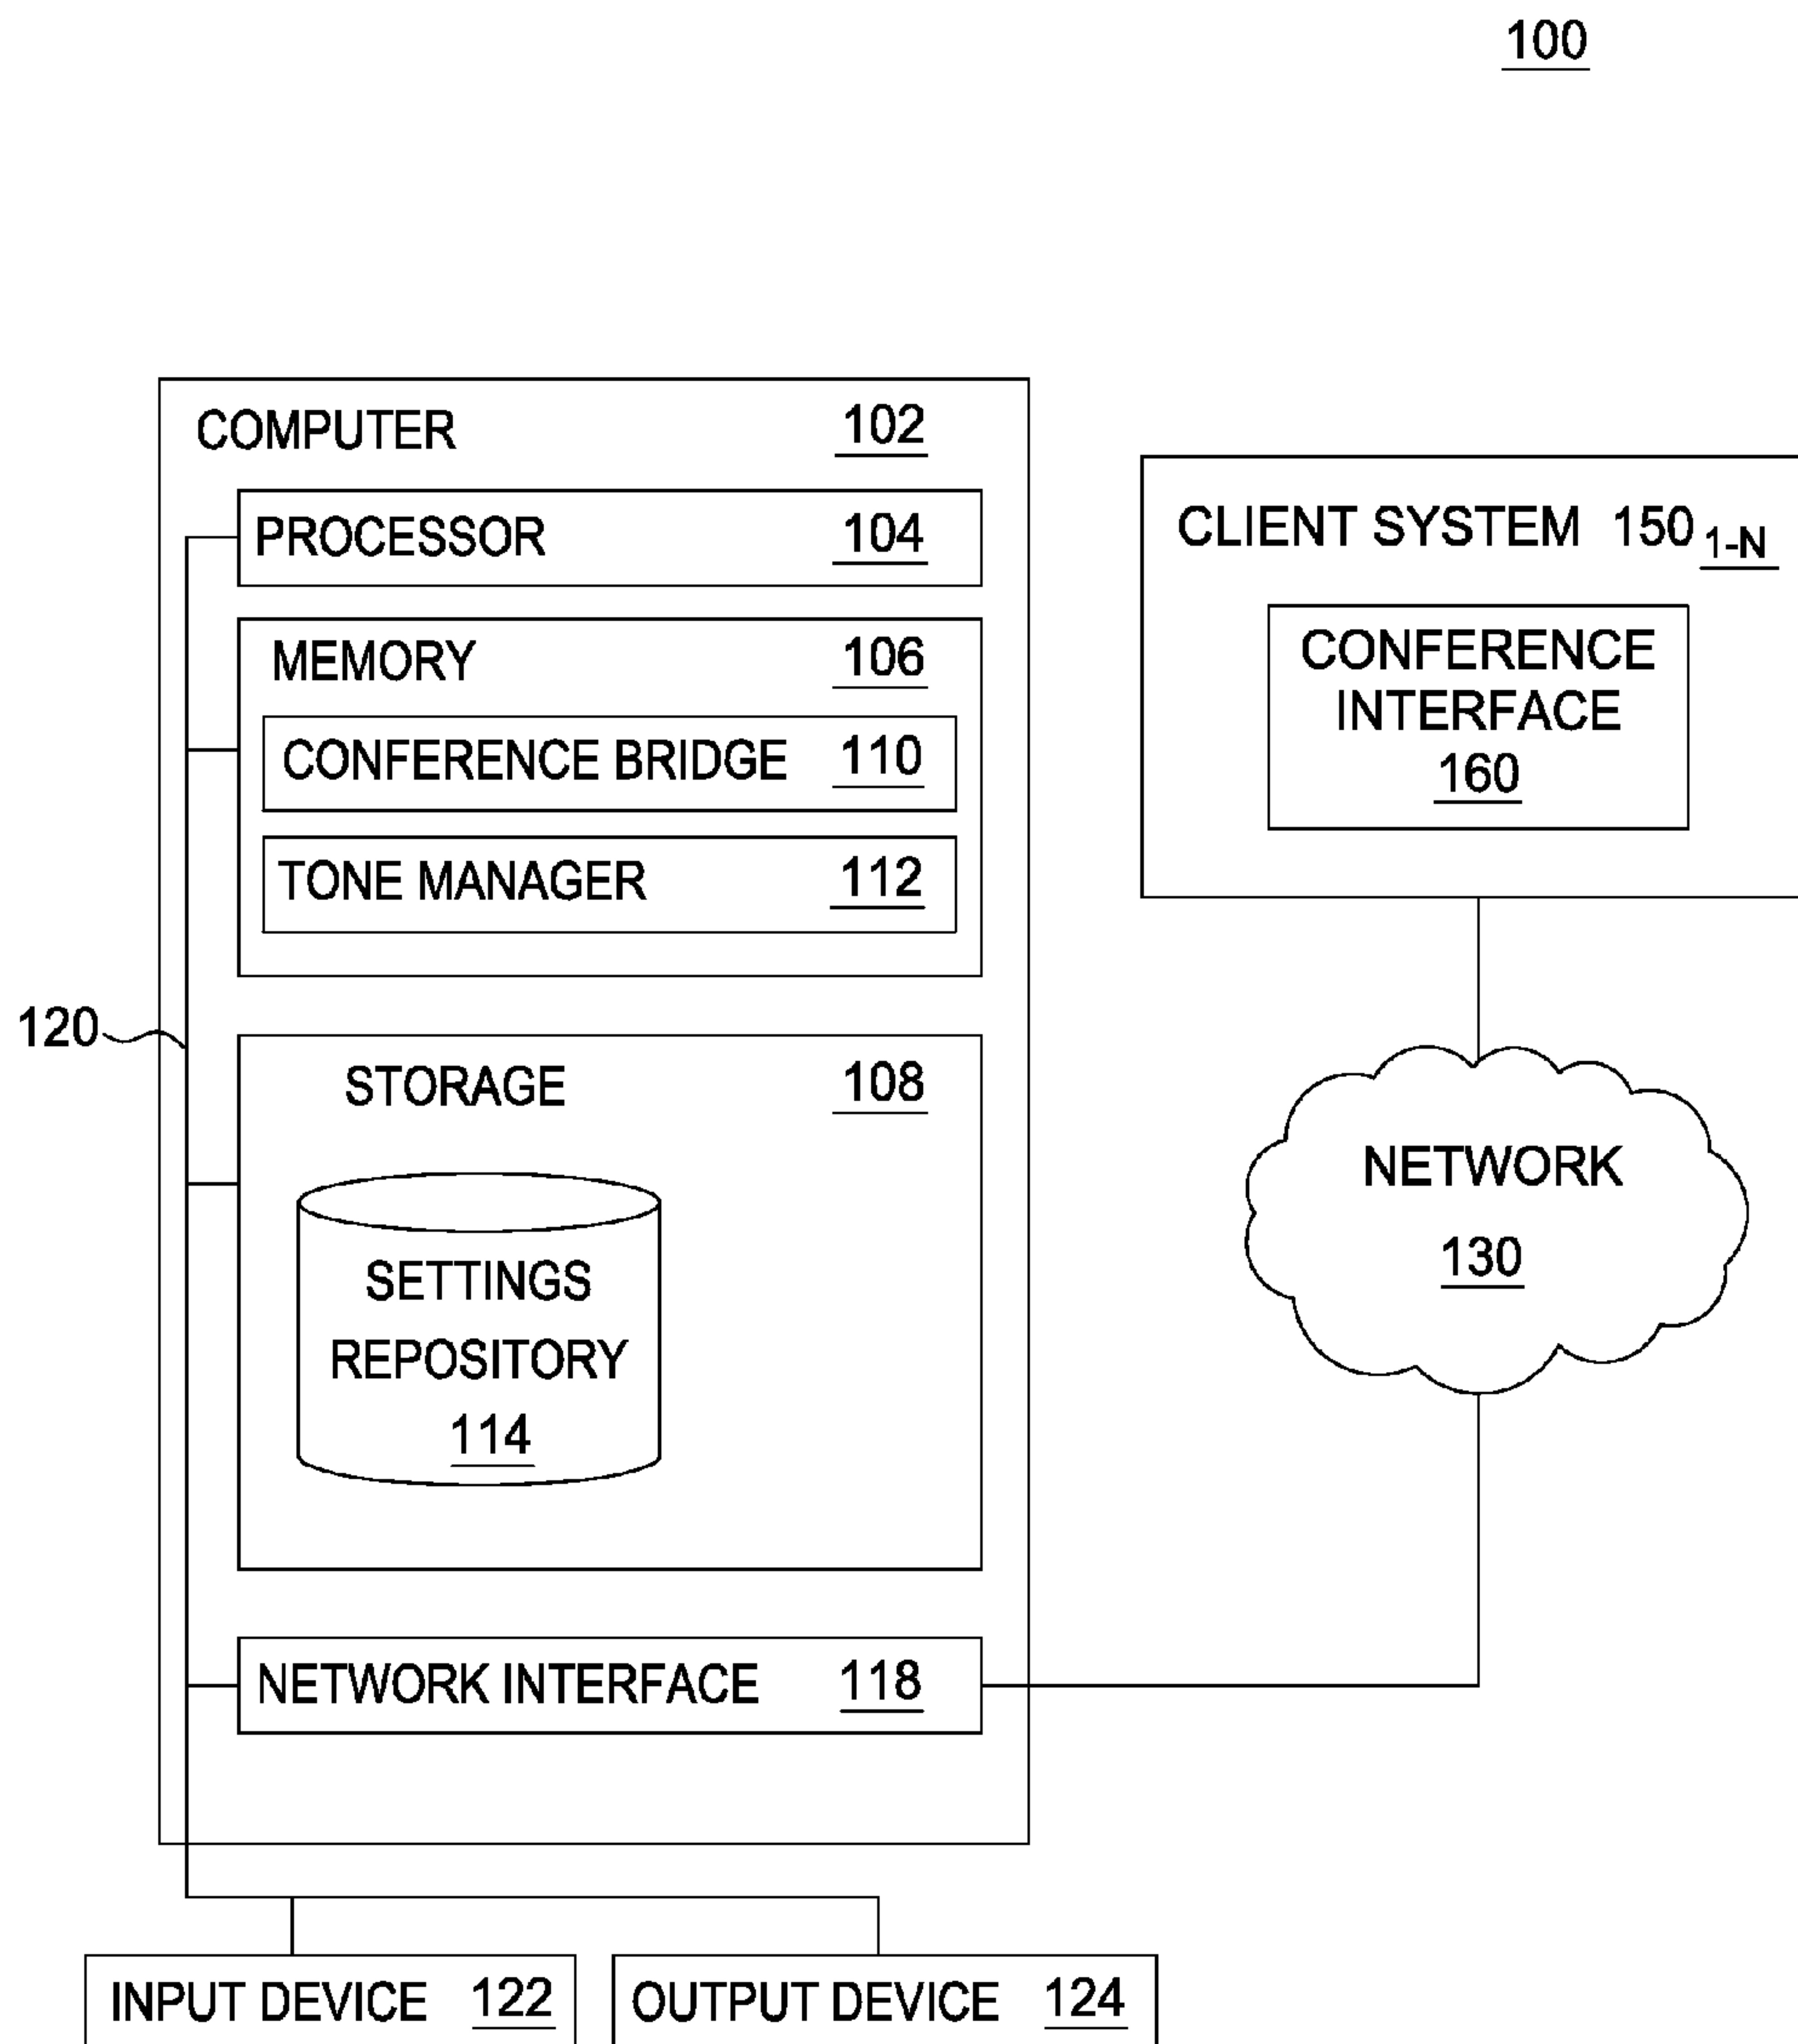 100
COMPUTER 102
PROCESSOR 104
MEMORY 106
CONFERENCE BRIDGE 110
TONE MANAGER 112
120
STORAGE 108
SETTINGS
REPOSITORY
114
NETWORK INTERFACE 118
CLIENT SYSTEM 150 1-N
CONFERENCE
INTERFACE
160
NETWORK
130
INPUT DEVICE 122
OUTPUT DEVICE 124